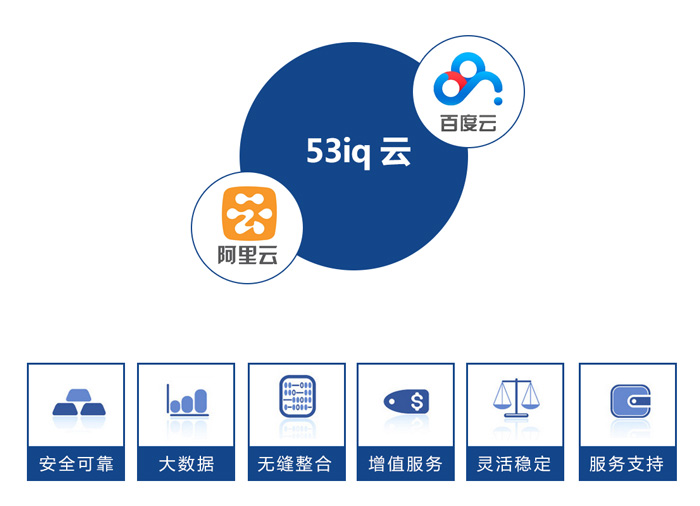 百度云
53iq 云
阿里云
安全可靠
大数据
无缝整合
增值服务
灵活稳定
服务支持